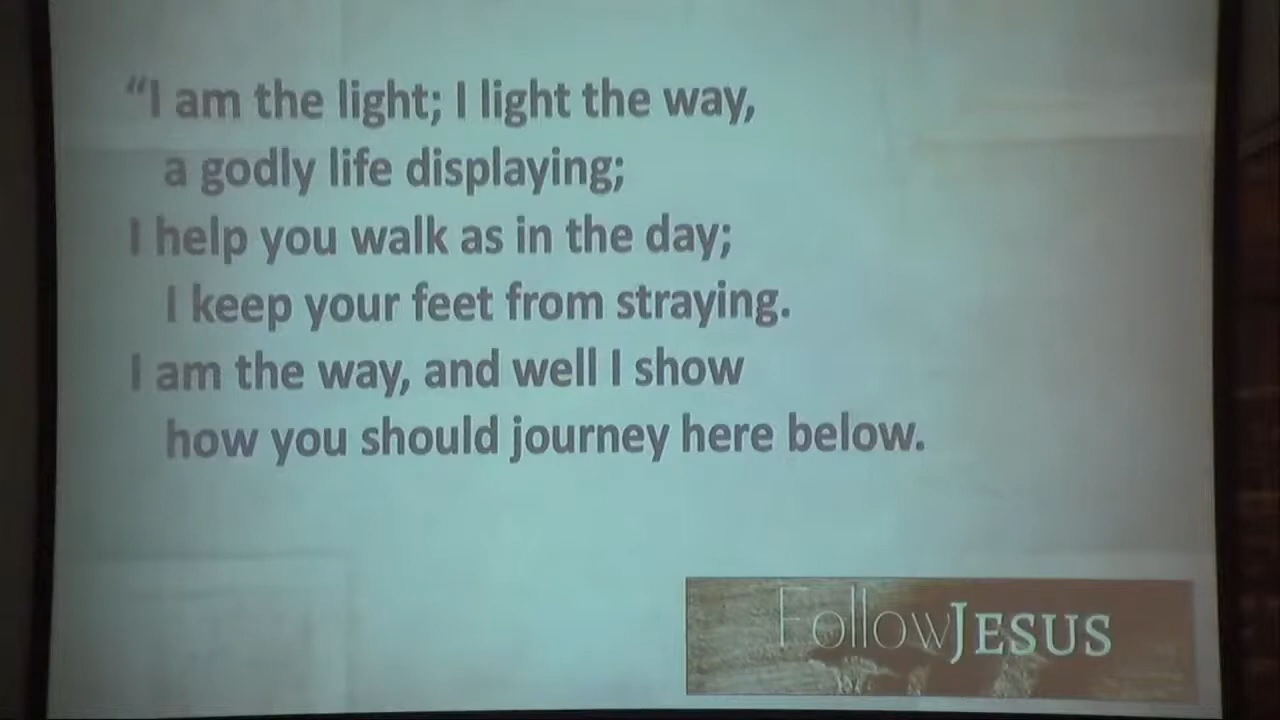 “I am the light; I light the way,
a godly life displaying;
I help you walk as in the day;
I keep your feet from straying.
I am the way, and well I show
how you should journey here below.
FollowJESUS